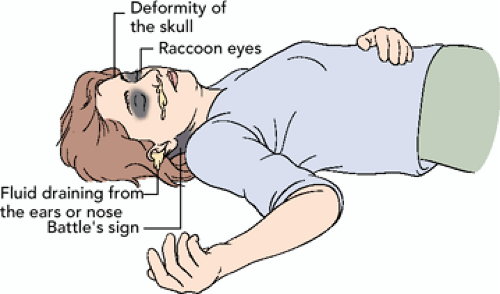 Deformity of
the skull
Raccoon eyes
Fluid draining from
the ears or nose
Battle's sign